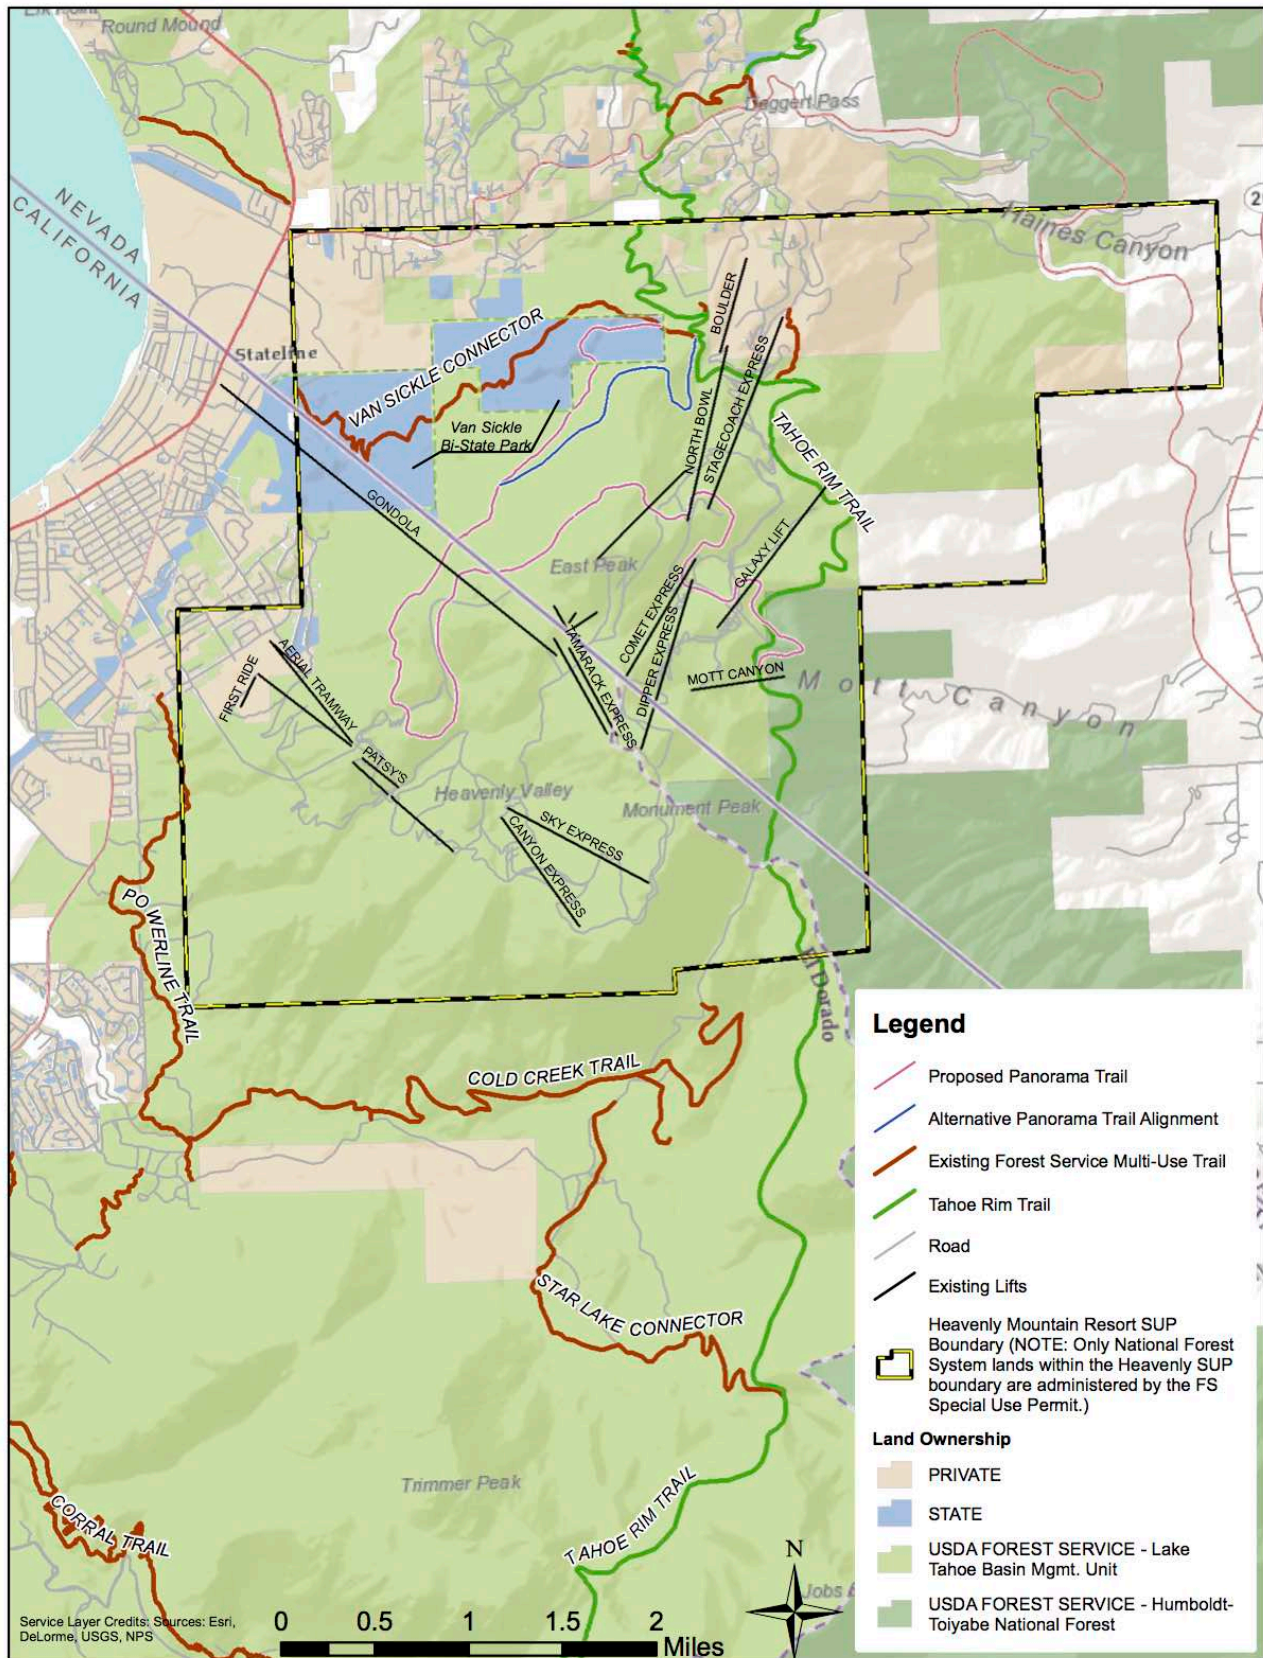 Round Mound
Daggert Pass
NEVADA
CALIFORNIA
Haines Canyon
Stateline
VAN SICKLE CONNECTOR
BOULDER
Van Sickle
Bi-State Park
NORTH BOWL
STAGECOACH EXPRESS
TAHOE RIM TRAIL
GONDOLA
East Peak
GALAXY LIFT
COMET EXPRESS
TAMARACK EXPRESS
DIPPER EXPRESS
MOTT CANYON
Mott Canyon
FIRST RIDE
AERIAL TRAMWAY
PATSY'S
Heavenly Valley
Monument Peak
SKY EXPRESS
CANYON EXPRESS
PO WERLINE TRAIL
El Dorado
COLD CREEK TRAIL
STAR LAKE CONNECTOR
Trimmer Peak
CORRAL TRAIL
TAHOE RIM TRAIL
Jobs
N
Service Layer Credits: Sources: Esri,
DeLorme, USGS, NPS
0 0.5 1 1.5 2
Miles
Legend
Proposed Panorama Trail
Alternative Panorama Trail Alignment
Existing Forest Service Multi-Use Trail
Tahoe Rim Trail
Road
Existing Lifts
Heavenly Mountain Resort SUP
Boundary (NOTE: Only National Forest
System lands within the Heavenly SUP
boundary are administered by the FS
Special Use Permit.)
Land Ownership
PRIVATE
STATE
USDA FOREST SERVICE - Lake
Tahoe Basin Mgmt. Unit
USDA FOREST SERVICE - Humboldt-
Toiyabe National Forest